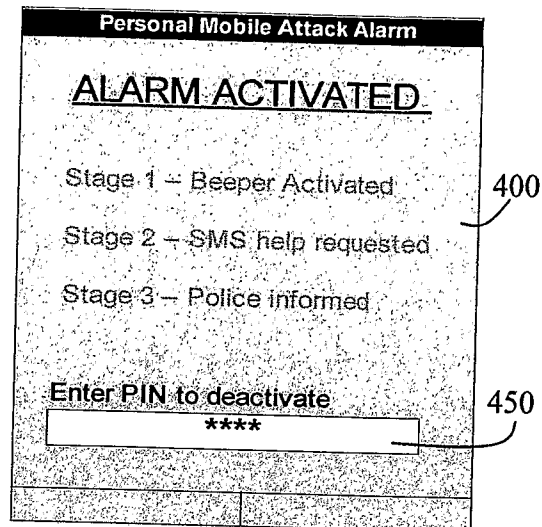 Personal Mobile Attack Alarm
ALARM ACTIVATED
Stage 1 – Beeper Activated
Stage 2 – SMS help requested
Stage 3 – Police informed
400
Enter PIN to deactivate
450
****